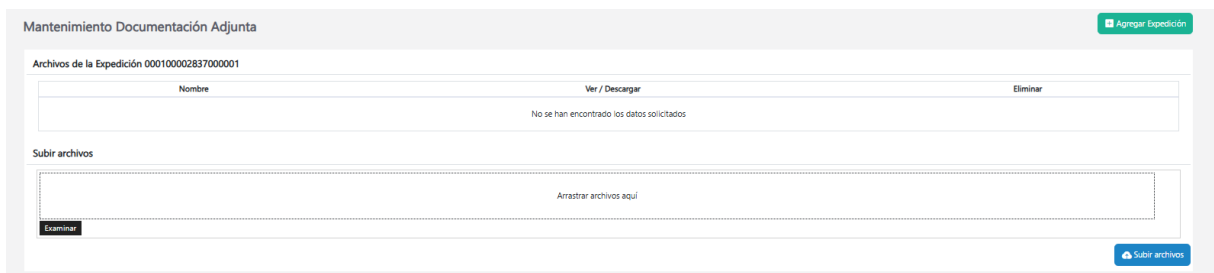 Mantenimiento Documentación Adjunta
Agregar Expedición
Archivos de la Expedición 000100002837000001
Nombre Ver / Descargar Eliminar
No se han encontrado los datos solicitados
Subir archivos
Arrastrar archivos aquí
Examinar
Subir archivos